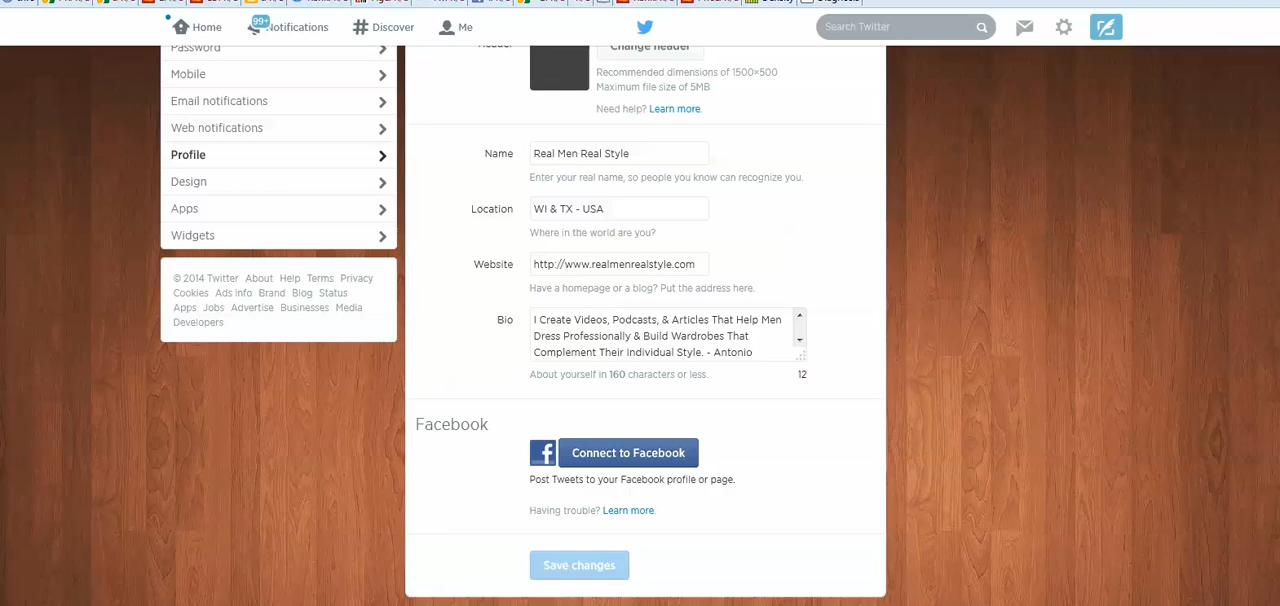 Home
99+
Notifications
Discover
Me
Search Twitter
Password
Mobile
Email notifications
Web notifications
Profile
Design
Apps
Widgets
© 2014 Twitter About Help Terms Privacy
Cookies Ads info Brand Blog Status
Apps Jobs Advertise Businesses Media
Developers
Header
Change header
Recommended dimensions of 1500×500
Maximum file size of 5MB
Need help? Learn more.
Name
Real Men Real Style
Enter your real name, so people you know can recognize you.
Location
WI & TX - USA
Where in the world are you?
Website
http://www.realmenrealstyle.com
Have a homepage or a blog? Put the address here.
Bio
I Create Videos, Podcasts, & Articles That Help Men
Dress Professionally & Build Wardrobes That
Complement Their Individual Style. - Antonio
About yourself in 160 characters or less.
12
Facebook
f
Connect to Facebook
Post Tweets to your Facebook profile or page.
Having trouble? Learn more.
Save changes